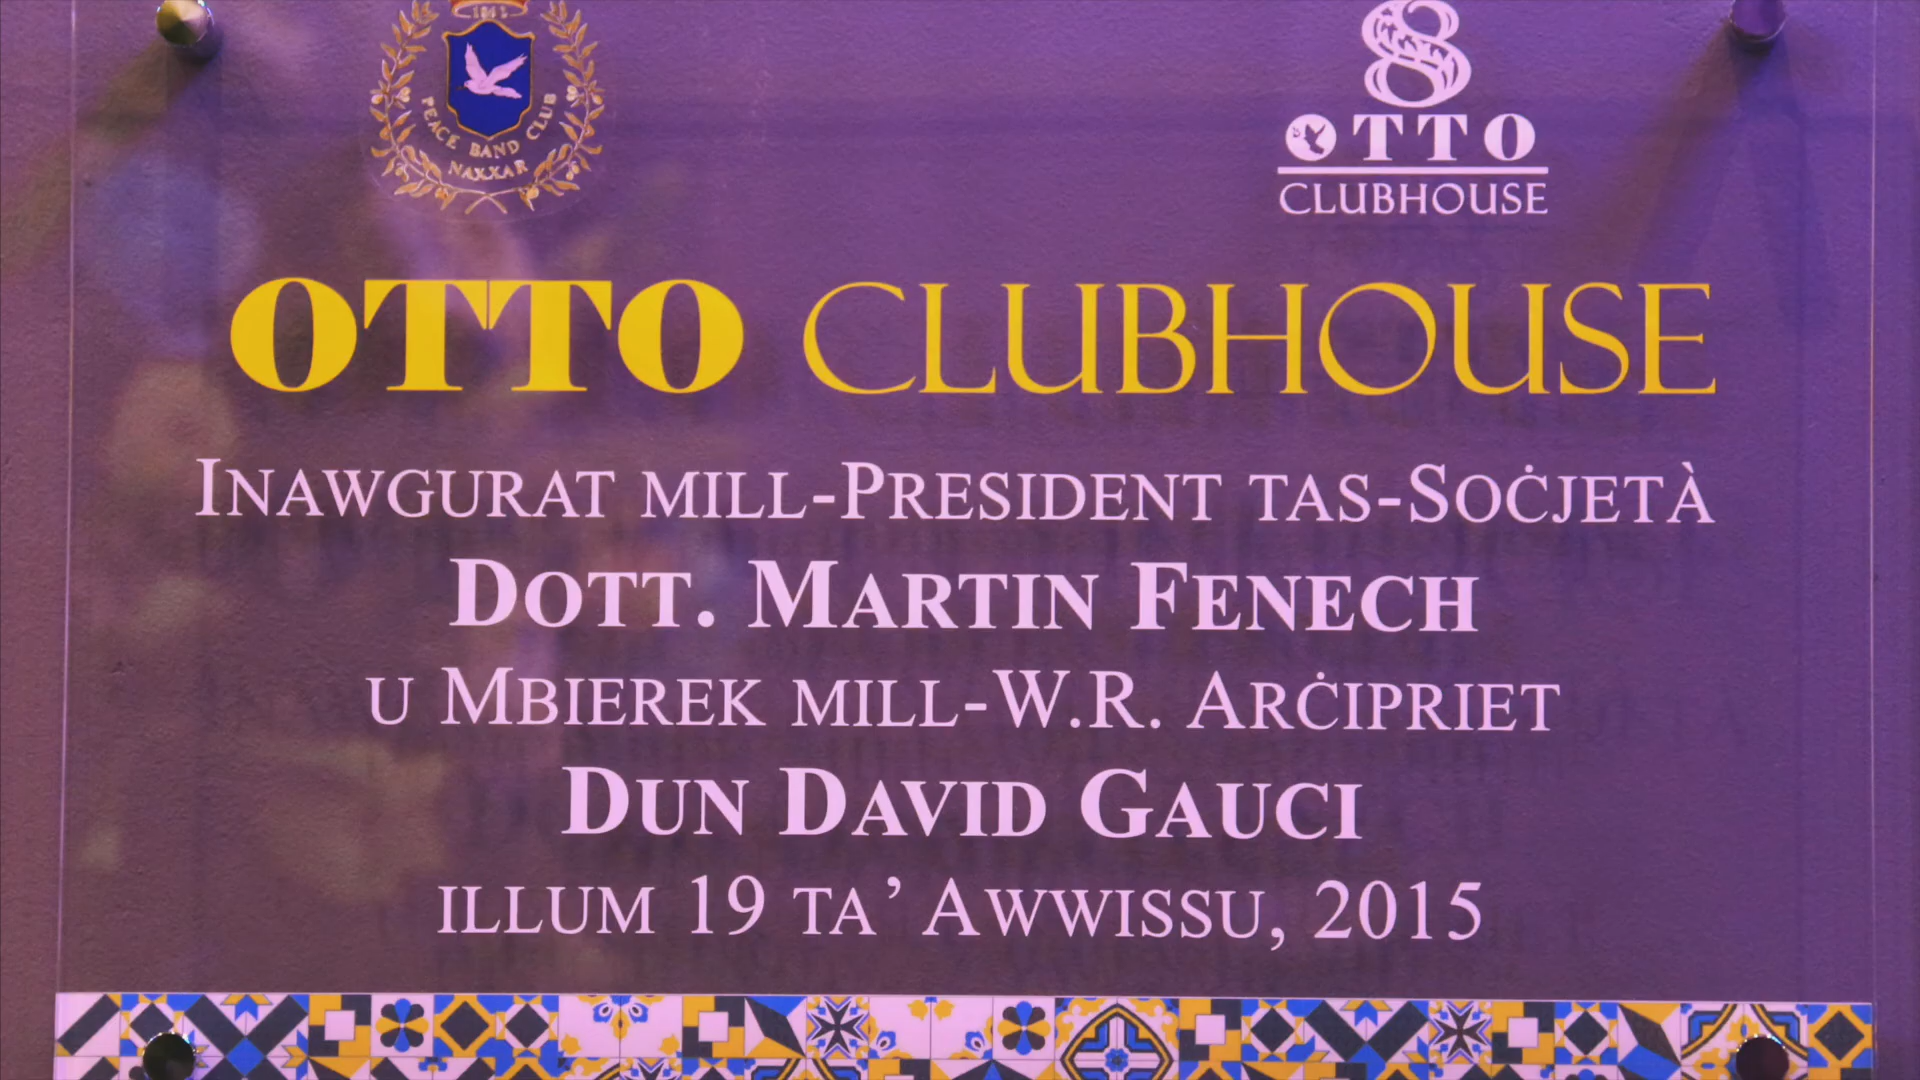 1865
PEACE BAND CLUB
NAXXAR
8
OTTO
CLUBHOUSE
OTTO CLUBHOUSE
INAWGURAT MILL-PRESIDENT TAS-SOĊJETÀ
DOTT. MARTIN FENECH
U MBIEREK MILL-W.R. ARĊIPRIET
DUN DAVID GAUCI
ILLUM 19 TA' AWWISSU, 2015